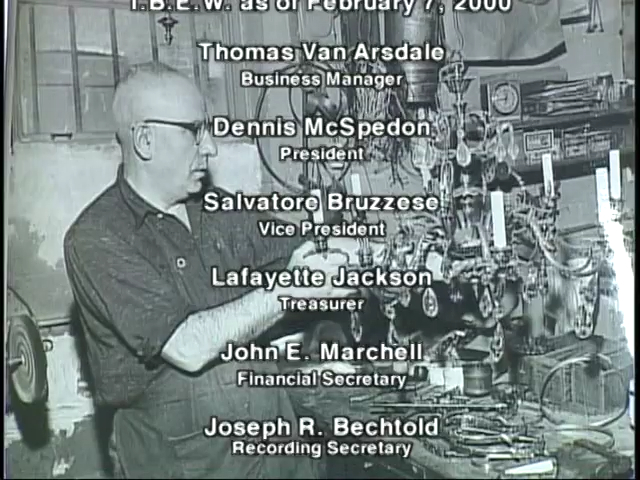 I.B.E.W. as of February 7, 2000
Thomas Van Arsdale
Business Manager
Dennis McSpedon
President
Salvatore Bruzzese
Vice President
Lafayette Jackson
Treasurer
John E. Marchell
Financial Secretary
Joseph R. Bechtold
Recording Secretary